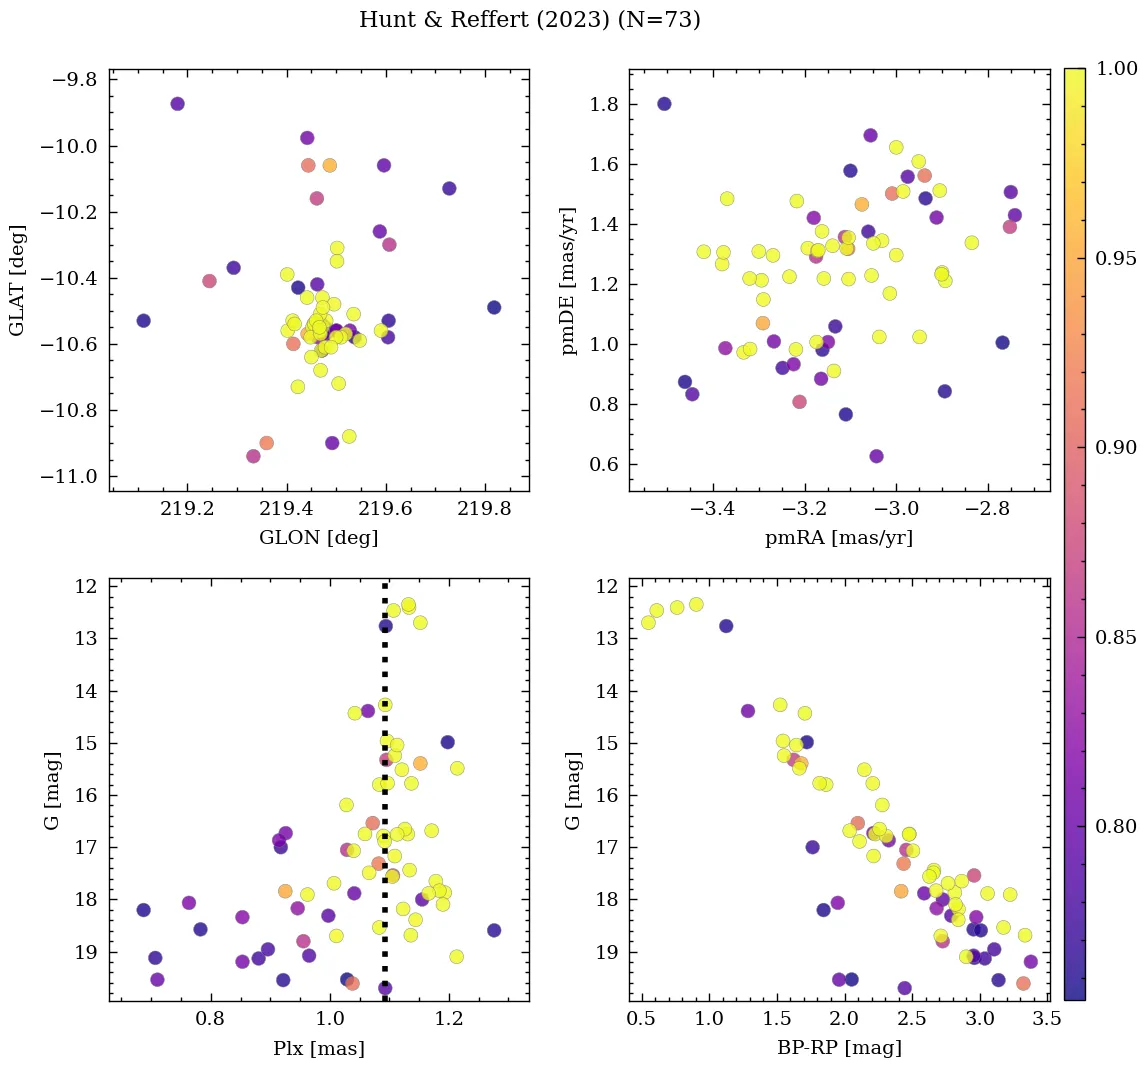 Hunt & Reffert (2023) (N=73)
−9.8
−10.0
−10.2
−10.4
−10.6
−10.8
−11.0
GLAT [deg]
219.2 219.4 219.6 219.8
GLON [deg]
1.8
1.6
1.4
1.2
1.0
0.8
0.6
pmDE [mas/yr]
−3.4 −3.2 −3.0 −2.8
pmRA [mas/yr]
12
13
14
15
16
17
18
19
G [mag]
0.8 1.0 1.2
Plx [mas]
12
13
14
15
16
17
18
19
G [mag]
0.5 1.0 1.5 2.0 2.5 3.0 3.5
BP-RP [mag]
1.00
0.95
0.90
0.85
0.80